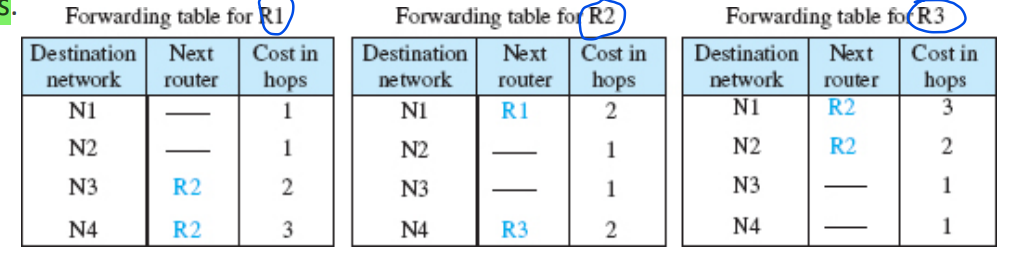 s.
Forwarding table for R1
Destination network Next router Cost in hops
N1 — 1
N2 — 1
N3 R2 2
N4 R2 3
Forwarding table for R2
Destination network Next router Cost in hops
N1 R1 2
N2 — 1
N3 — 1
N4 R3 2
Forwarding table for R3
Destination network Next router Cost in hops
N1 R2 3
N2 R2 2
N3 — 1
N4 — 1